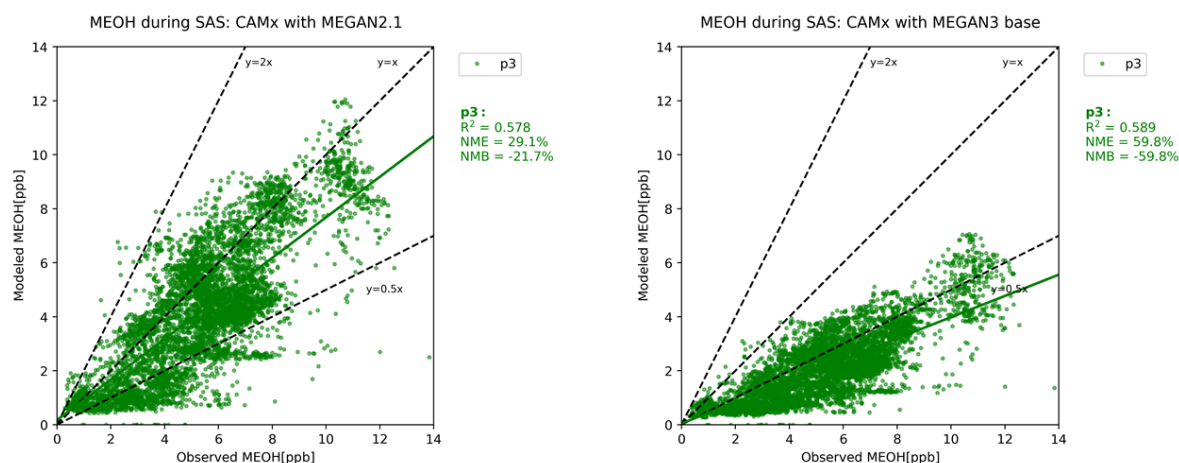 MEOH during SAS: CAMx with MEGAN2.1
14
12
10
8
6
4
2
0
Modeled MEOH[ppb]
y=2x
y=x
y=0.5x
0 2 4 6 8 10 12 14
Observed MEOH[ppb]
p3
p3:
R² = 0.578
NME = 29.1%
NMB = -21.7%
MEOH during SAS: CAMx with MEGAN3 base
14
12
10
8
6
4
2
0
Modeled MEOH[ppb]
y=2x
y=x
y=0.5x
0 2 4 6 8 10 12 14
Observed MEOH[ppb]
p3
p3:
R² = 0.589
NME = 59.8%
NMB = -59.8%